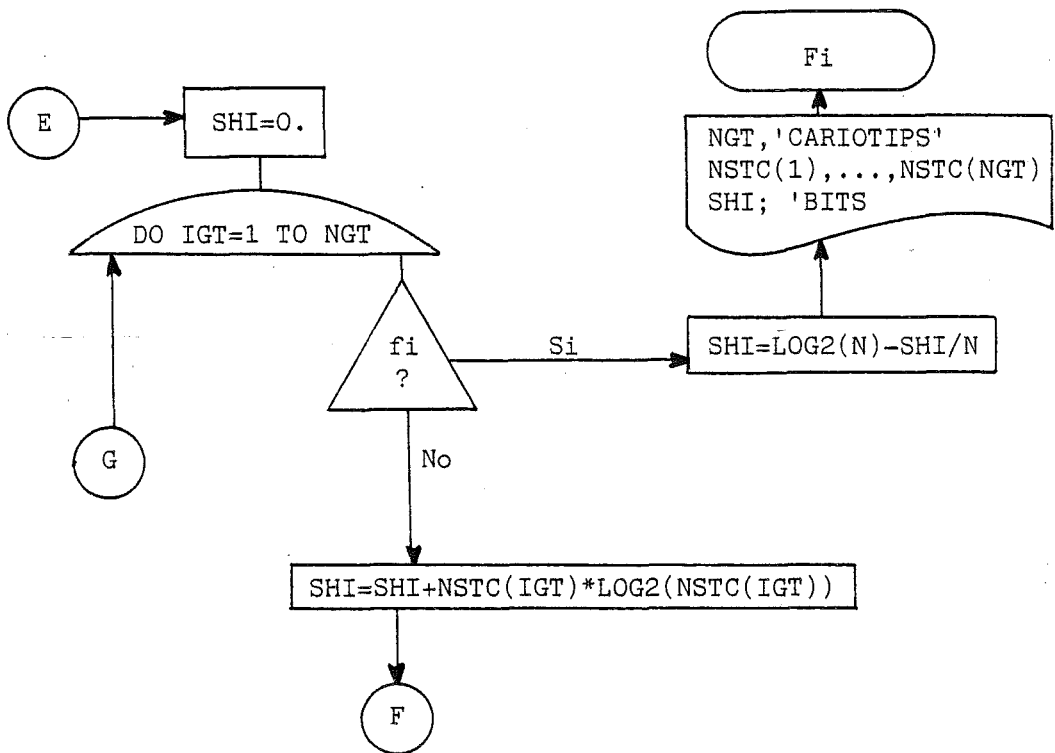 Fi
E
SHI=0.
NGT,'CARIOTIPS'
NSTC(1),...,NSTC(NGT)
SHI; 'BITS
DO IGT=1 TO NGT
fi
?
Si
SHI=LOG2(N)-SHI/N
G
No
SHI=SHI+NSTC(IGT)*LOG2(NSTC(IGT))
F